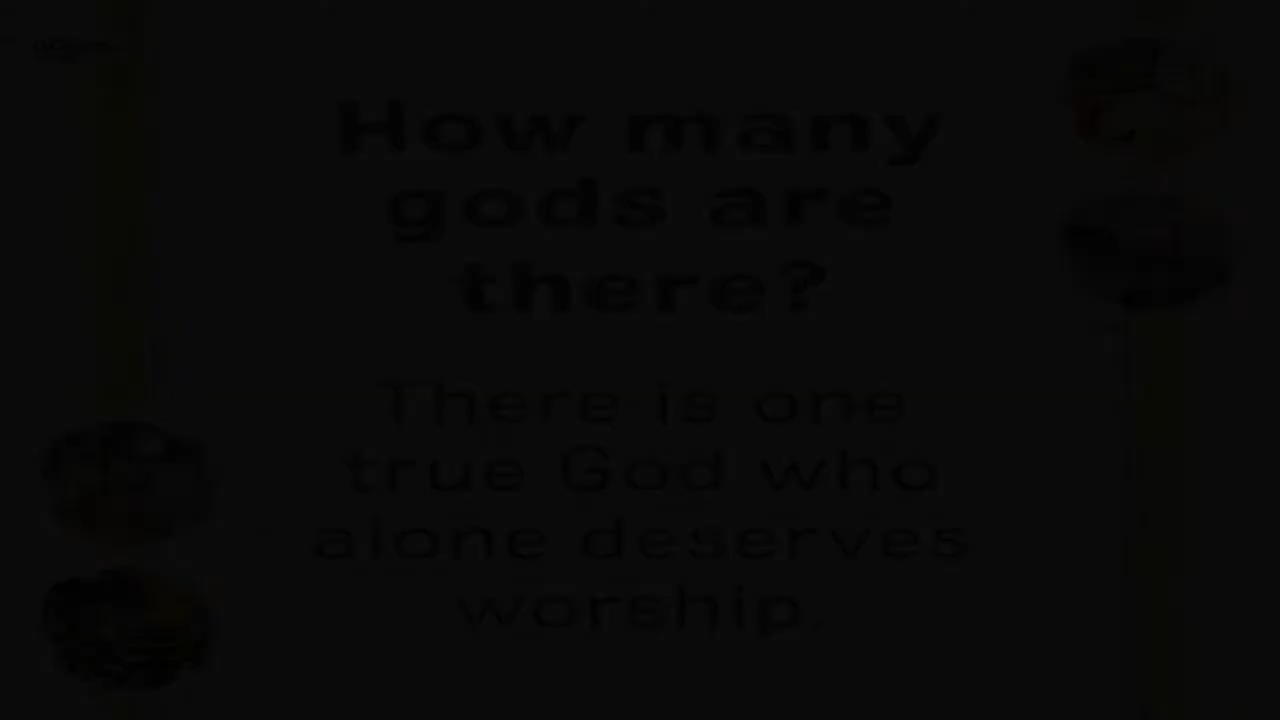 How many
gods are
there?
There is one
true God who
alone deserves
worship.